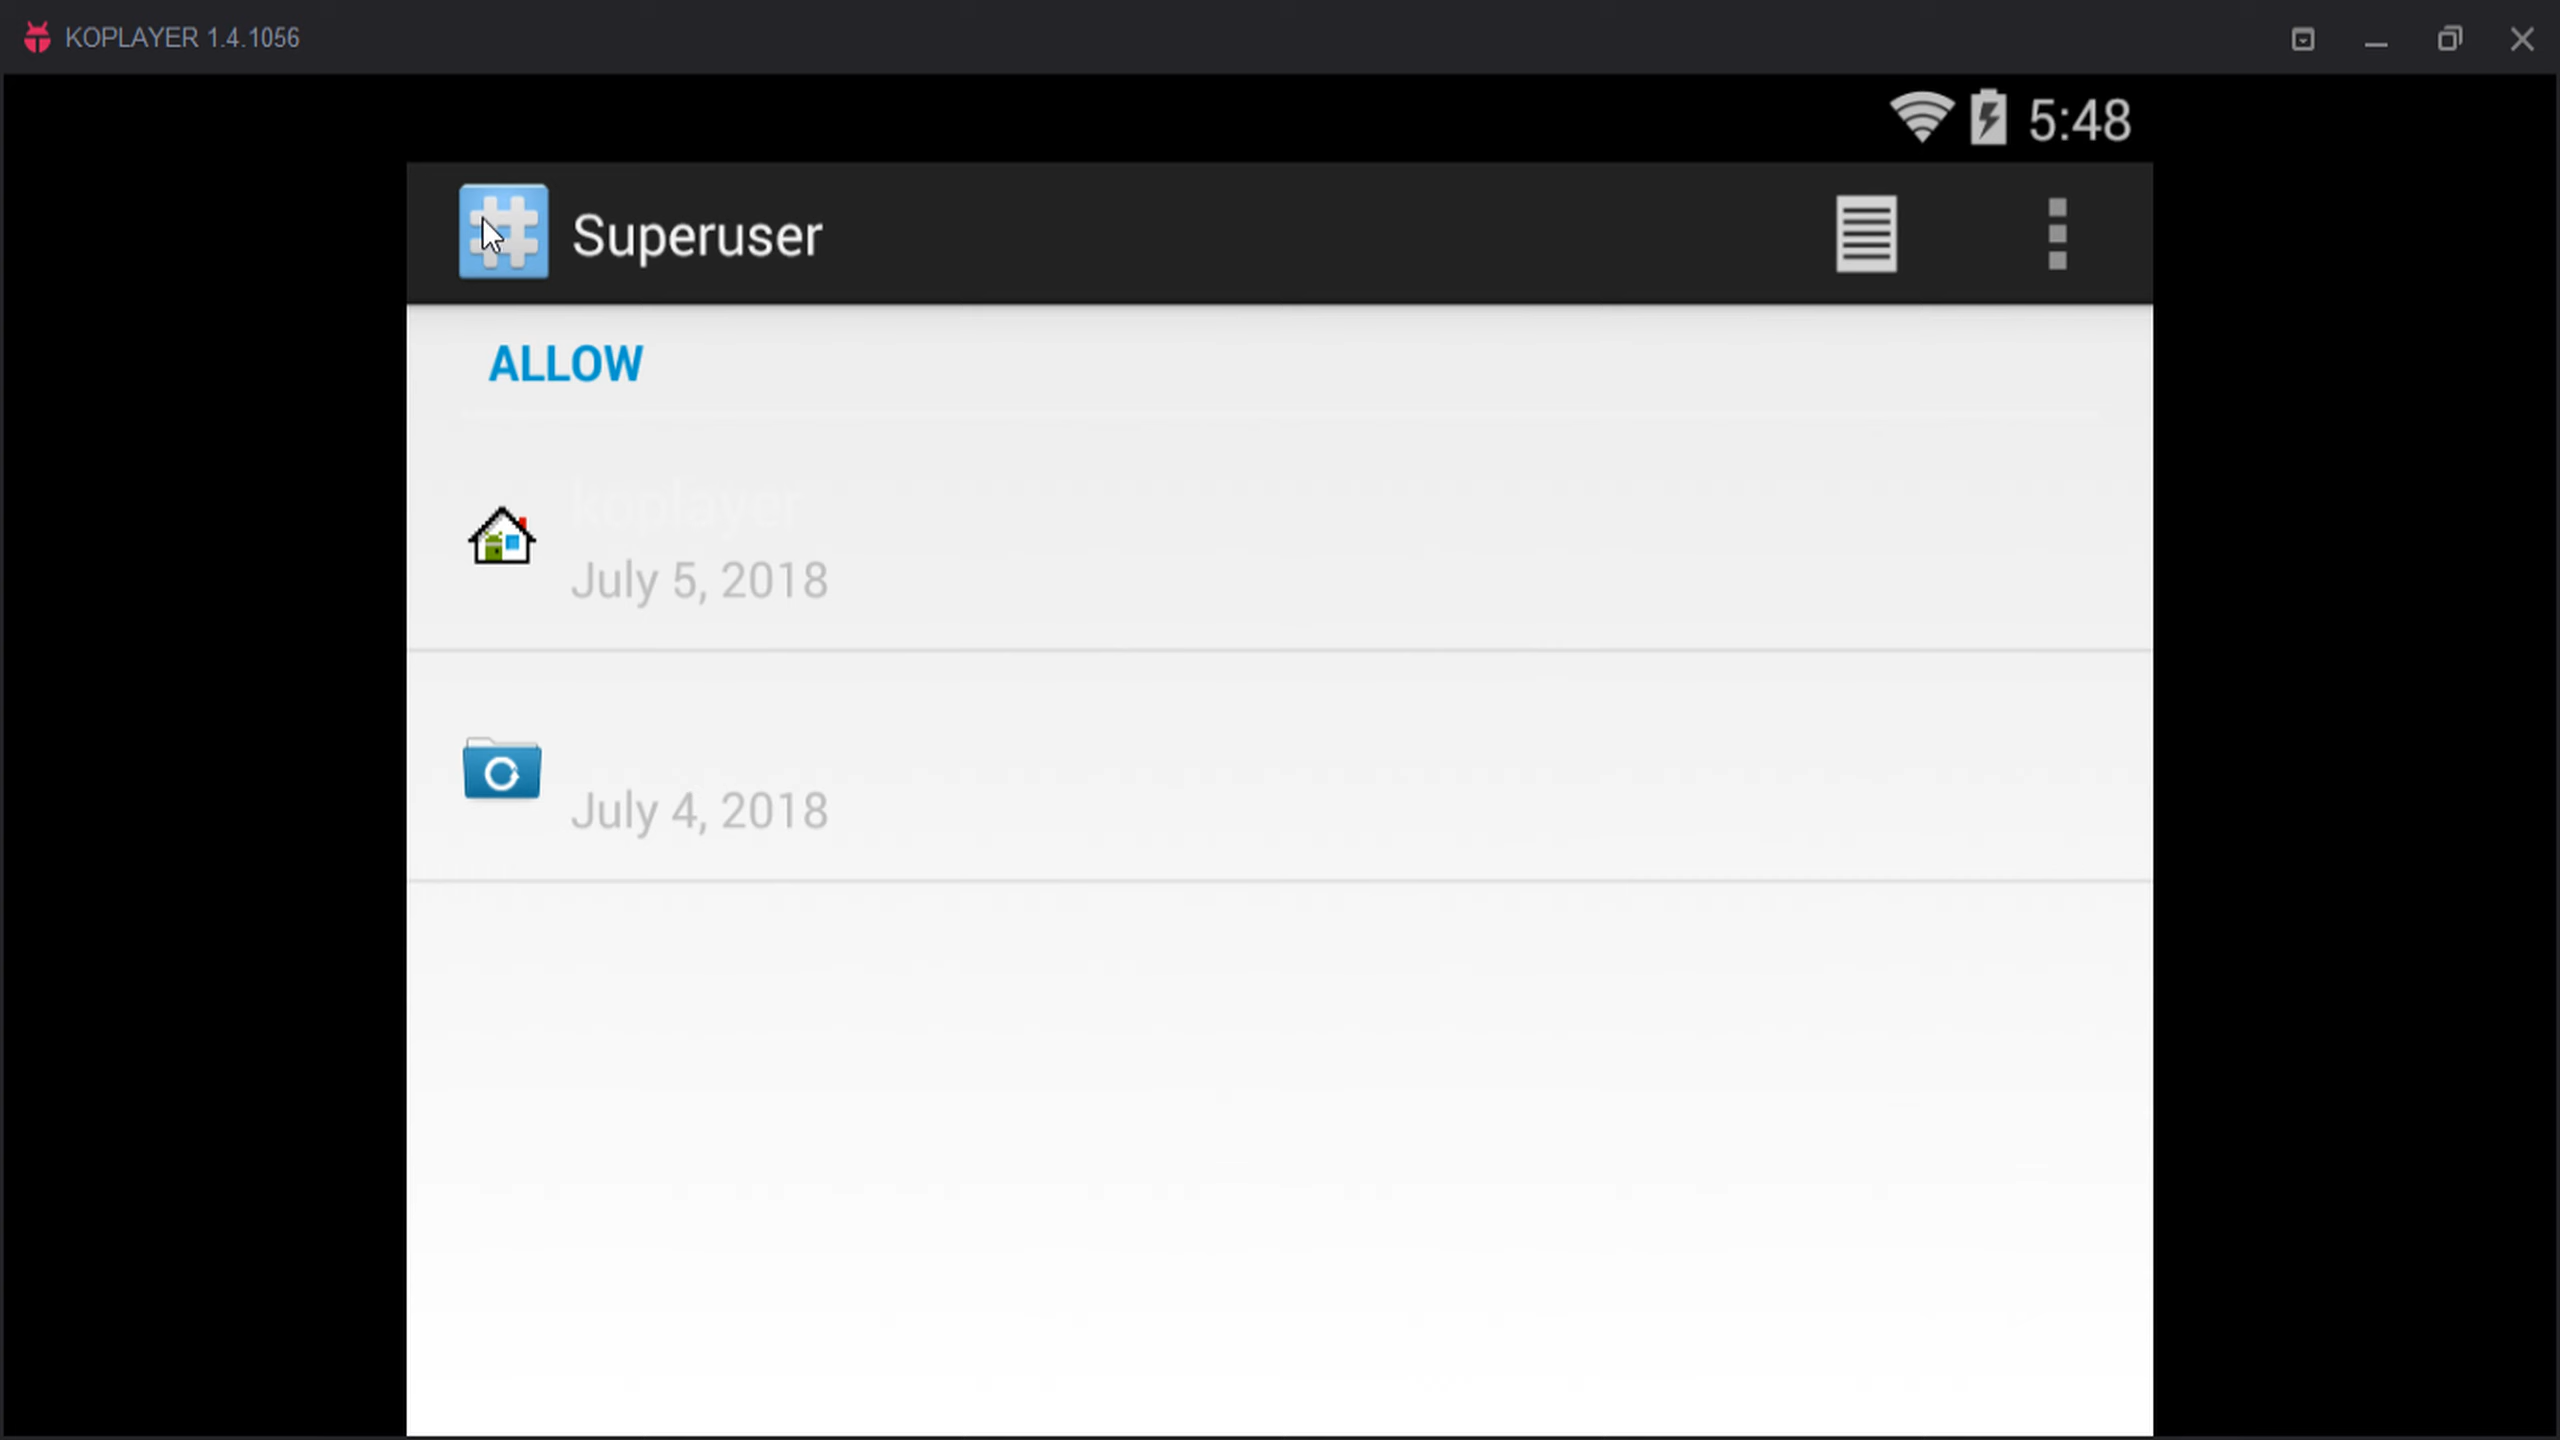 KOPLAYER 1.4.1056
5:48
Superuser
ALLOW
koplayer
July 5, 2018
July 4, 2018